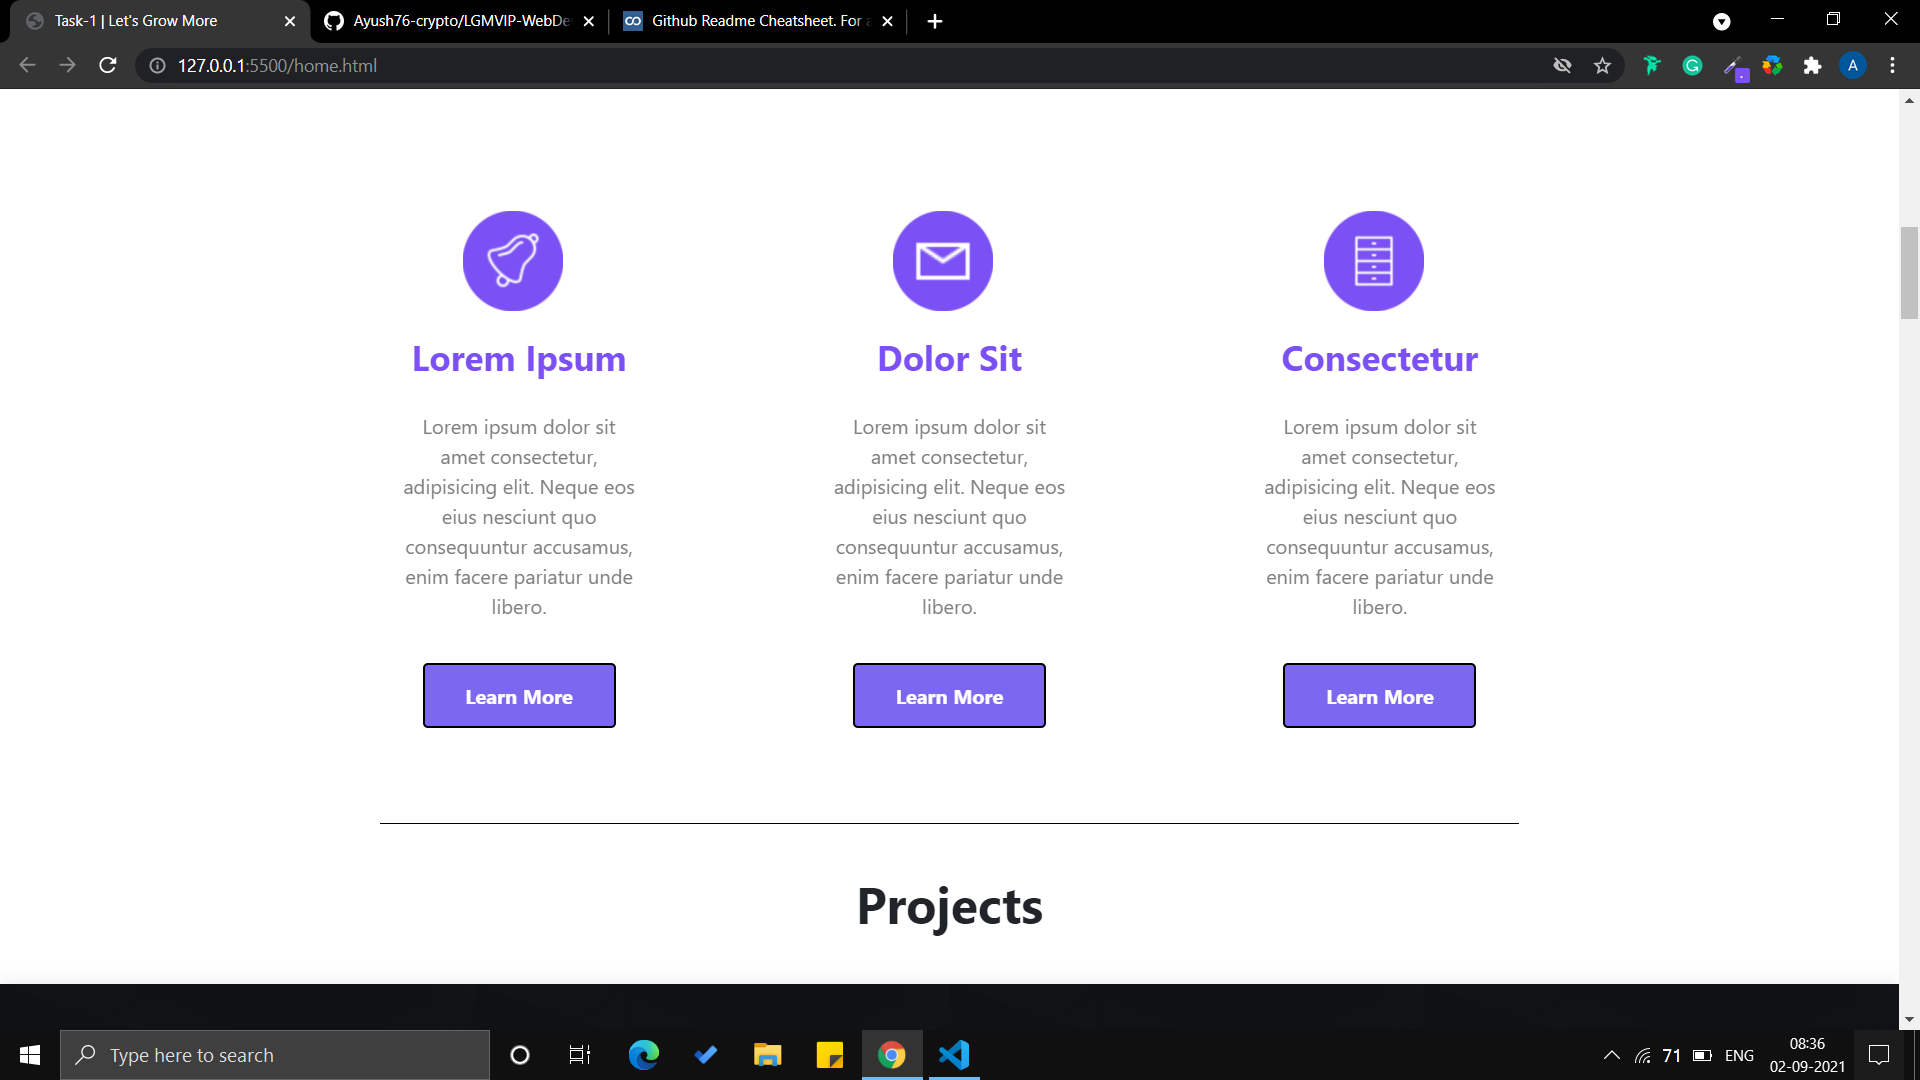 Task-1 | Let's Grow More
Ayush76-crypto/LGMVIP-WebDe
Github Readme Cheatsheet. For a
127.0.0.1:5500/home.html
A
Lorem Ipsum
Dolor Sit
Consectetur
Lorem ipsum dolor sit
amet consectetur,
adipisicing elit. Neque eos
eius nesciunt quo
consequuntur accusamus,
enim facere pariatur unde
libero.
Lorem ipsum dolor sit
amet consectetur,
adipisicing elit. Neque eos
eius nesciunt quo
consequuntur accusamus,
enim facere pariatur unde
libero.
Lorem ipsum dolor sit
amet consectetur,
adipisicing elit. Neque eos
eius nesciunt quo
consequuntur accusamus,
enim facere pariatur unde
libero.
Learn More
Learn More
Learn More
Projects
Type here to search
71
ENG
08:36
02-09-2021